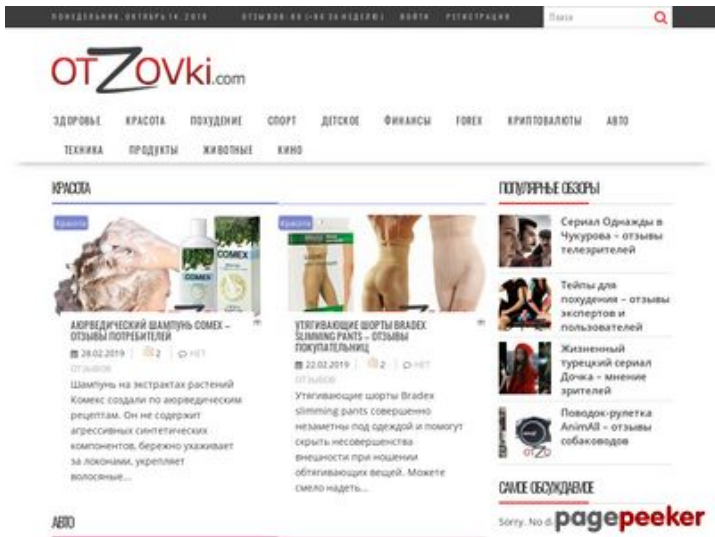 ПОНЕДЕЛЬНИК, ОКТЯБРЬ 14, 2019
ВОЙТИ
РЕГИСТРАЦИЯ
Поиск
OTZOVki.com
ЗДОРОВЬЕ
КРАСОТА
ПОХУДЕНИЕ
СПОРТ
ДЕТСКОЕ
ФИНАНСЫ
FOREX
КРИПТОВАЛЮТЫ
АВТО
ТЕХНИКА
ПРОДУКТЫ
ЖИВОТНЫЕ
КИНО
КРАСОТА
Красота
COMEX
COMEX
АЮРВЕДИЧЕСКИЙ ШАМПУНЬ COMEX –
ОТЗЫВЫ ПОТРЕБИТЕЛЕЙ
28.02.2019
2
НЕТ
ОТЗЫВОВ
Шампунь на экстрактах растений
Комекс создали по аюрведическим
рецептам. Он не содержит
агрессивных синтетических
компонентов, бережно ухаживает
за локонами, укрепляет
волосяные...
Красота
УТЯГИВАЮЩИЕ ШОРТЫ BRADEX
SLIMMING PANTS – ОТЗЫВЫ
ПОКУПАТЕЛЬНИЦ
22.02.2019
2
НЕТ
ОТЗЫВОВ
Утягивающие шорты Bradex
slimming pants совершенно
незаметны под одеждой и помогут
скрыть несовершенства
внешности при ношении
обтягивающих вещей. Можете
смело надеть...
АВТО
ПОПУЛЯРНЫЕ ОБЗОРЫ
Сериал Однажды в
Чукурова – отзывы
телезрителей
Тейпы для
похудения – отзывы
экспертов и
пользователей
Жизненный
турецкий сериал
Дочка – мнение
зрителей
Поводок-рулетка
AnimAll – отзывы
собаководов
САМОЕ ОБСУЖДАЕМОЕ
Sorry. No d
pagepeeker